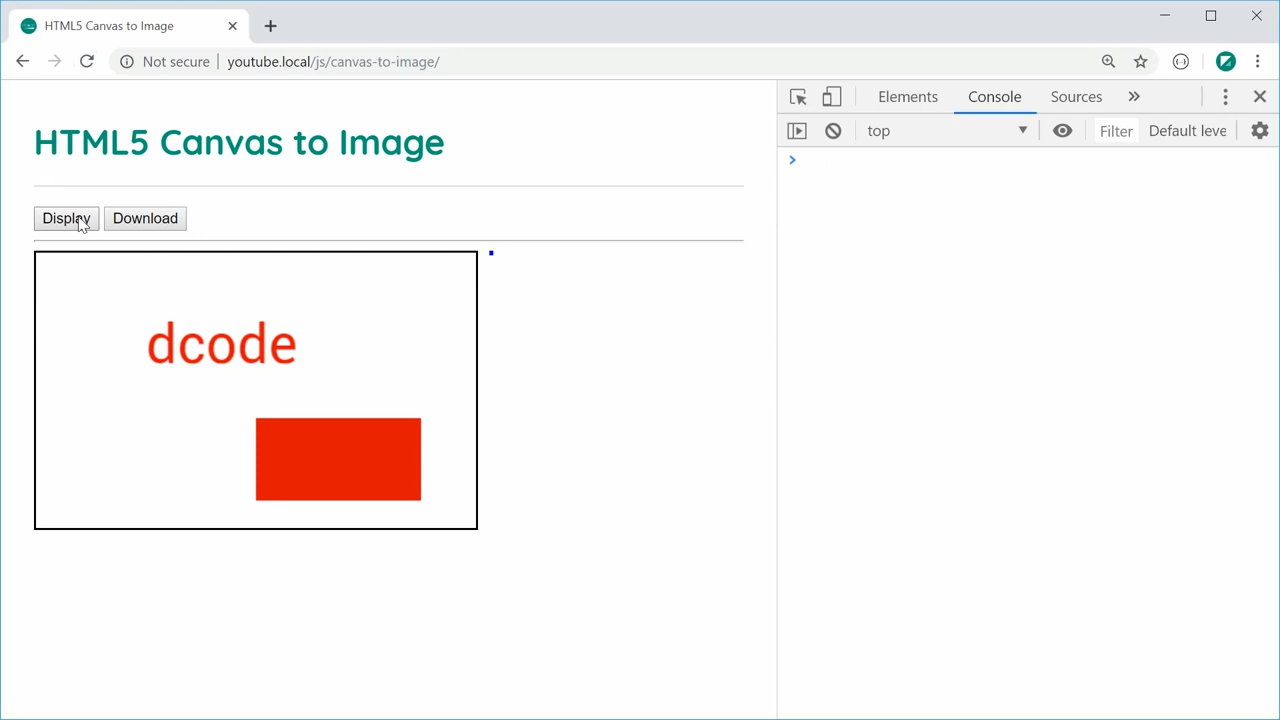 HTML5 Canvas to Image
Not secure youtube.local/js/canvas-to-image/
Elements Console Sources
top Filter Default leve
HTML5 Canvas to Image
Display Download
dcode